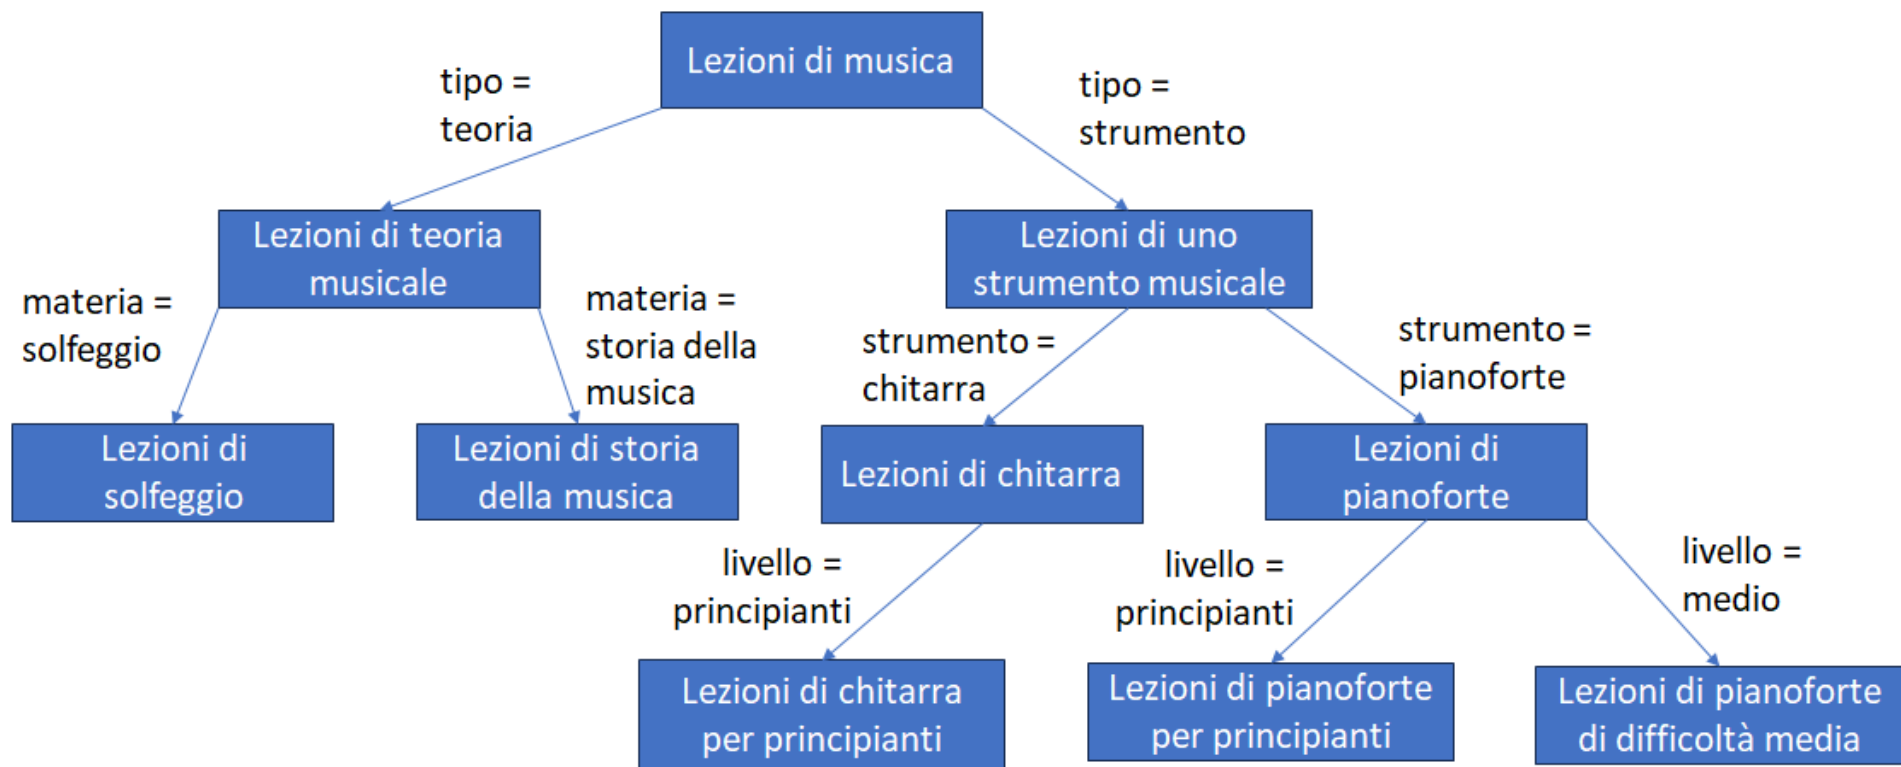 Lezioni di musica
tipo =
teoria
tipo =
strumento
Lezioni di teoria
musicale
Lezioni di uno
strumento musicale
materia =
solfeggio
materia =
storia della
musica
strumento =
chitarra
strumento =
pianoforte
Lezioni di
solfeggio
Lezioni di storia
della musica
Lezioni di chitarra
Lezioni di
pianoforte
livello =
principianti
livello =
principianti
livello =
medio
Lezioni di chitarra
per principianti
Lezioni di pianoforte
per principianti
Lezioni di pianoforte
di difficoltà media